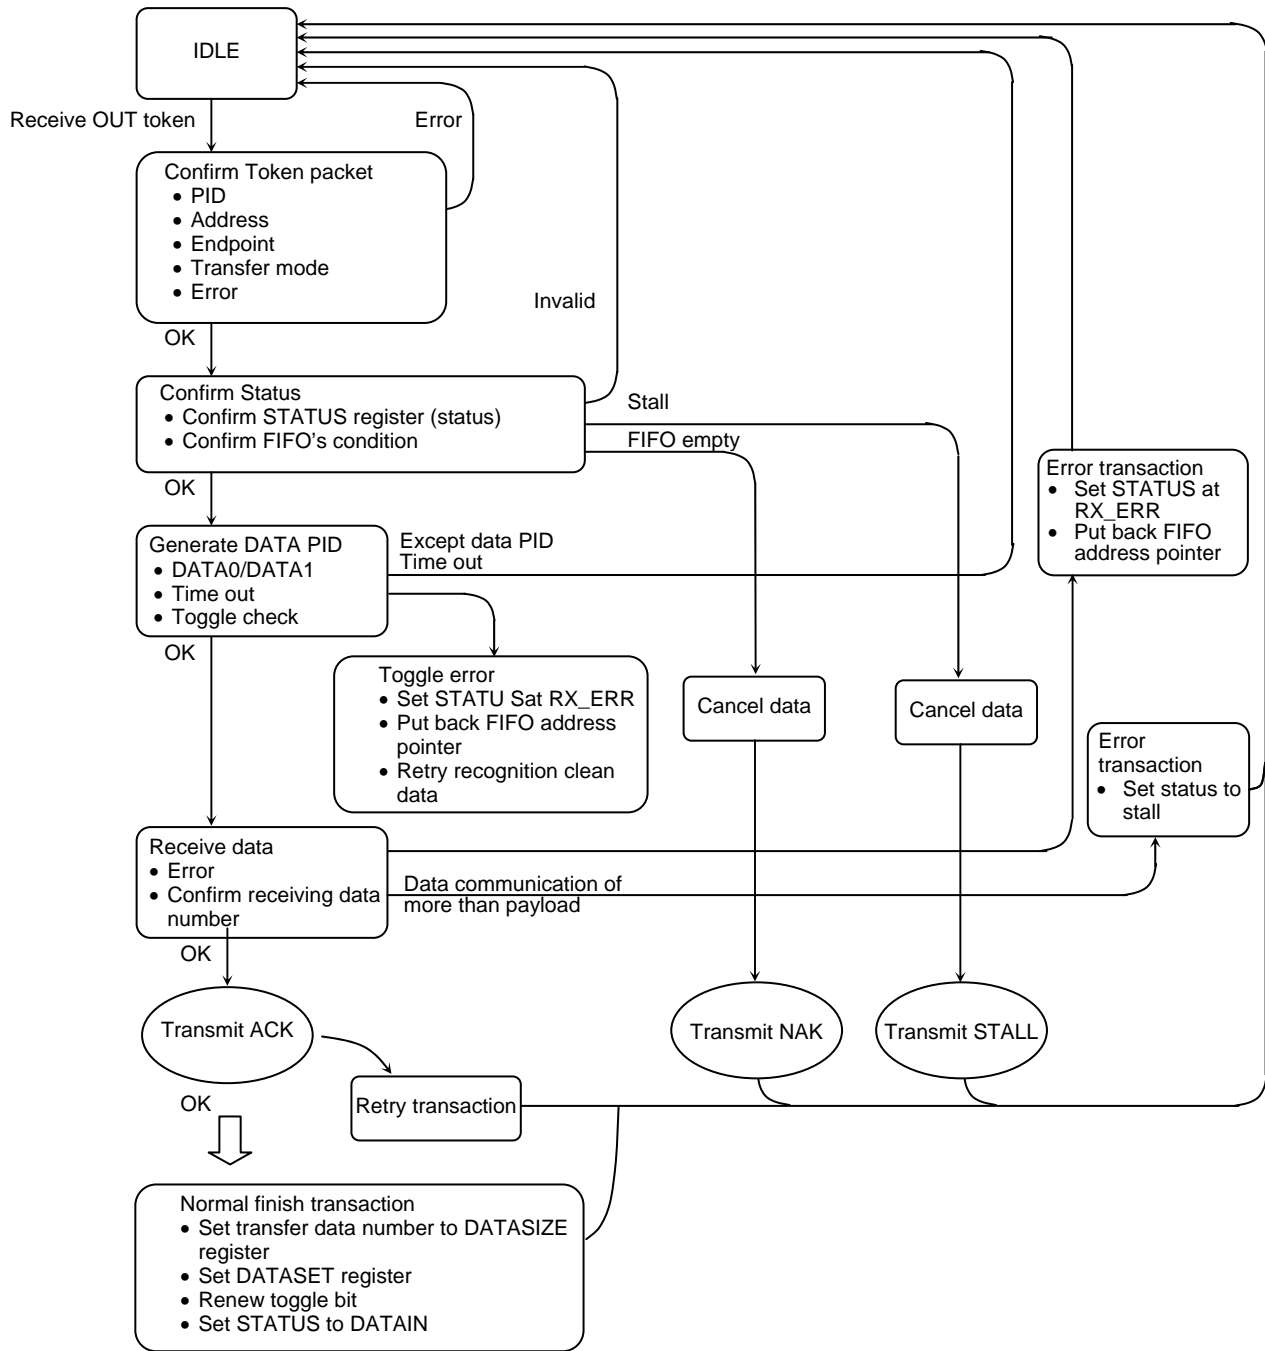 IDLE
Receive OUT token
Error
Confirm Token packet
• PID
• Address
• Endpoint
• Transfer mode
• Error
Invalid
OK
Confirm Status
• Confirm STATUS register (status)
• Confirm FIFO's condition
Stall
FIFO empty
OK
Error transaction
• Set STATUS at
RX_ERR
• Put back FIFO
address pointer
Generate DATA PID
• DATA0/DATA1
• Time out
• Toggle check
Except data PID
Time out
OK
Toggle error
• Set STATU Sat RX_ERR
• Put back FIFO address
pointer
• Retry recognition clean
data
Cancel data
Cancel data
Error
transaction
• Set status to
stall
Receive data
• Error
• Confirm receiving data
number
Data communication of
more than payload
OK
Transmit ACK
Transmit NAK
Transmit STALL
OK
Retry transaction
Normal finish transaction
• Set transfer data number to DATASIZE
register
• Set DATASET register
• Renew toggle bit
• Set STATUS to DATAIN